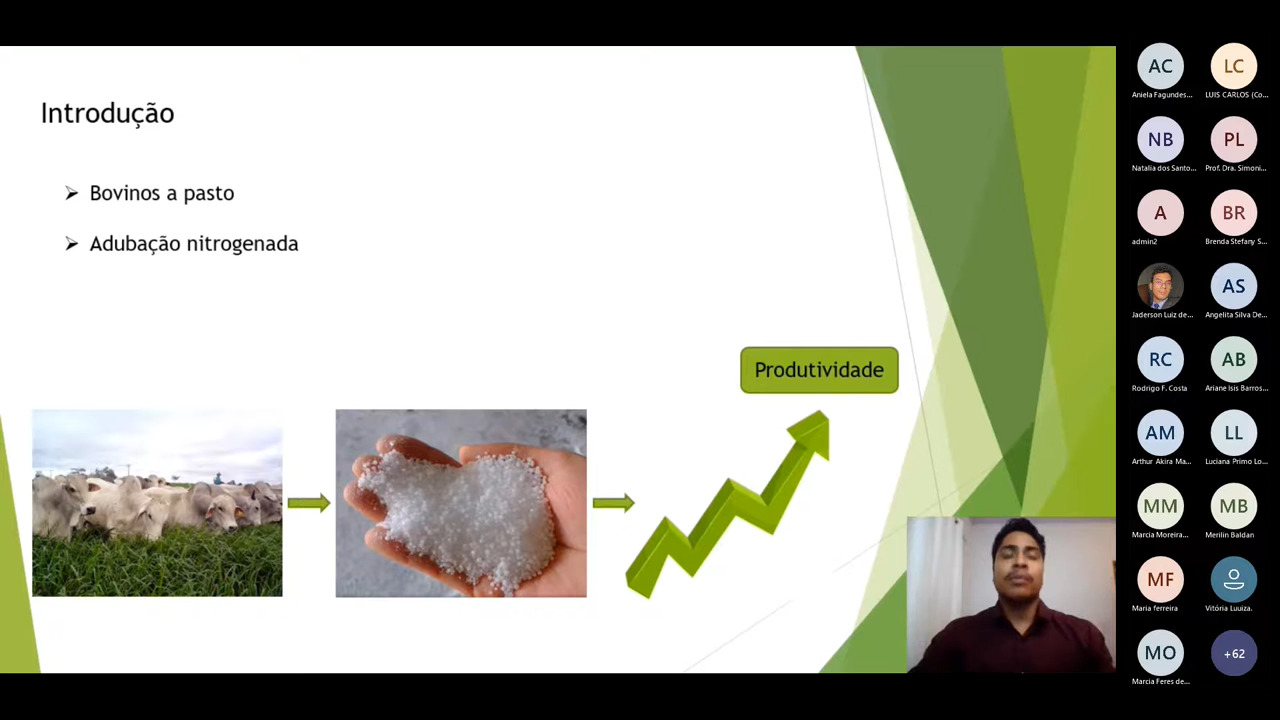 Introdução
Bovinos a pasto
Adubação nitrogenada
Produtividade
AC
LC
Aniela Fagundes...
LUIS CARLOS (Co...
NB
PL
Natalia dos Santo...
Prof. Dra. Simoni...
A
BR
admin2
Brenda Stefany S...
AS
Jaderson Luiz de...
Angelita Silva De...
RC
AB
Rodrigo F. Costa
Ariane Isis Barros...
AM
LL
Arthur Akira Ma...
Luciana Primo Lo...
MM
MB
Marcia Moreira...
Merilin Baldan
MF
Maria ferreira
Vitória Luuiza.
MO
+62
Marcia Feres de...